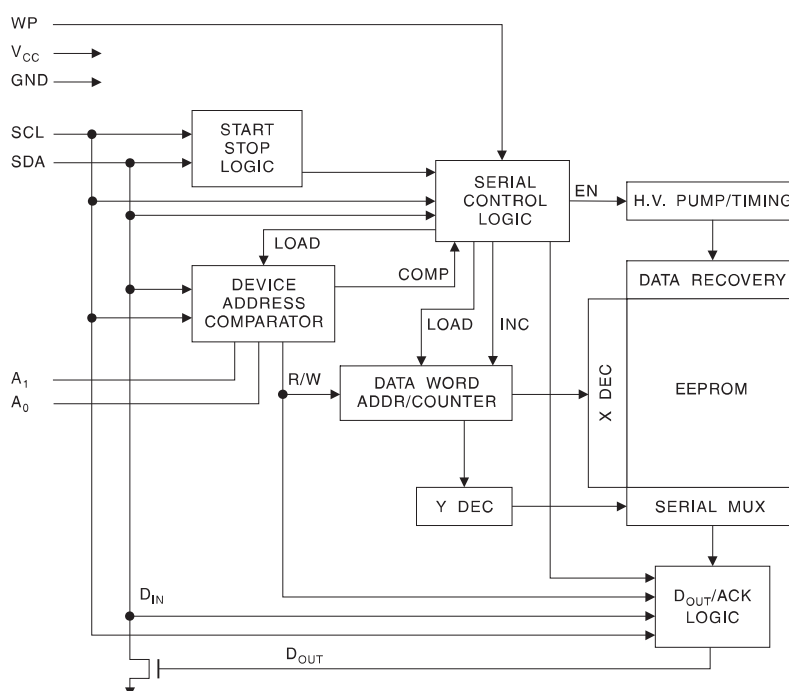 WP
VCC
GND
SCL
SDA
START
STOP
LOGIC
SERIAL
CONTROL
LOGIC
EN
H.V. PUMP/TIMING
LOAD
COMP
DATA RECOVERY
DEVICE
ADDRESS
COMPARATOR
LOAD
INC
A1
A0
R/W
DATA WORD
ADDR/COUNTER
X DEC
EEPROM
Y DEC
SERIAL MUX
DIN
DOUT/ACK
LOGIC
DOUT